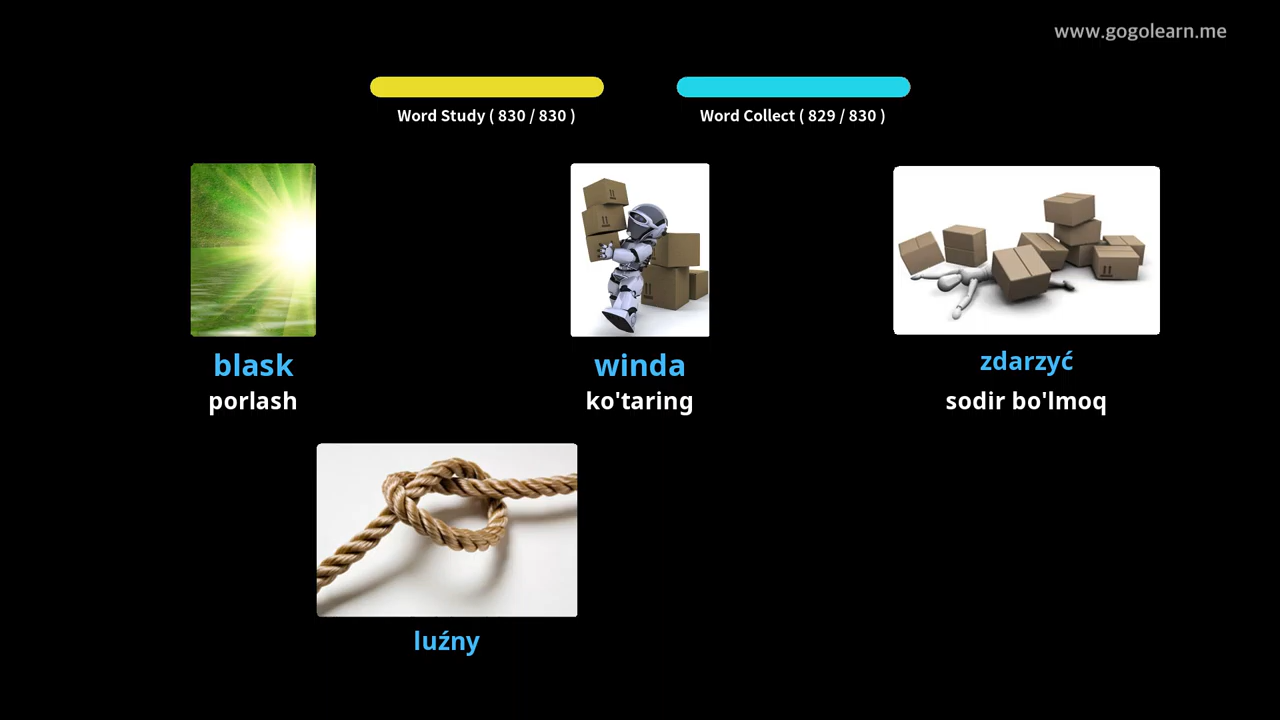 www.gogolearn.me
Word Study ( 830 / 830 )
Word Collect ( 829 / 830 )
blask
porlash
winda
ko'taring
zdarzyć
sodir bo'lmoq
luźny